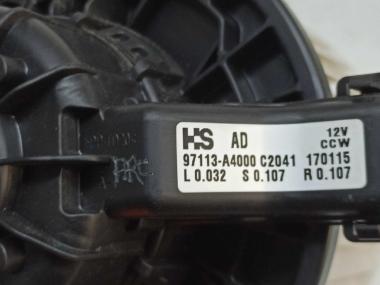 HS AD 12V
CCW
97113-A4000 C2041 170115
L 0.032 S 0.107 R 0.107